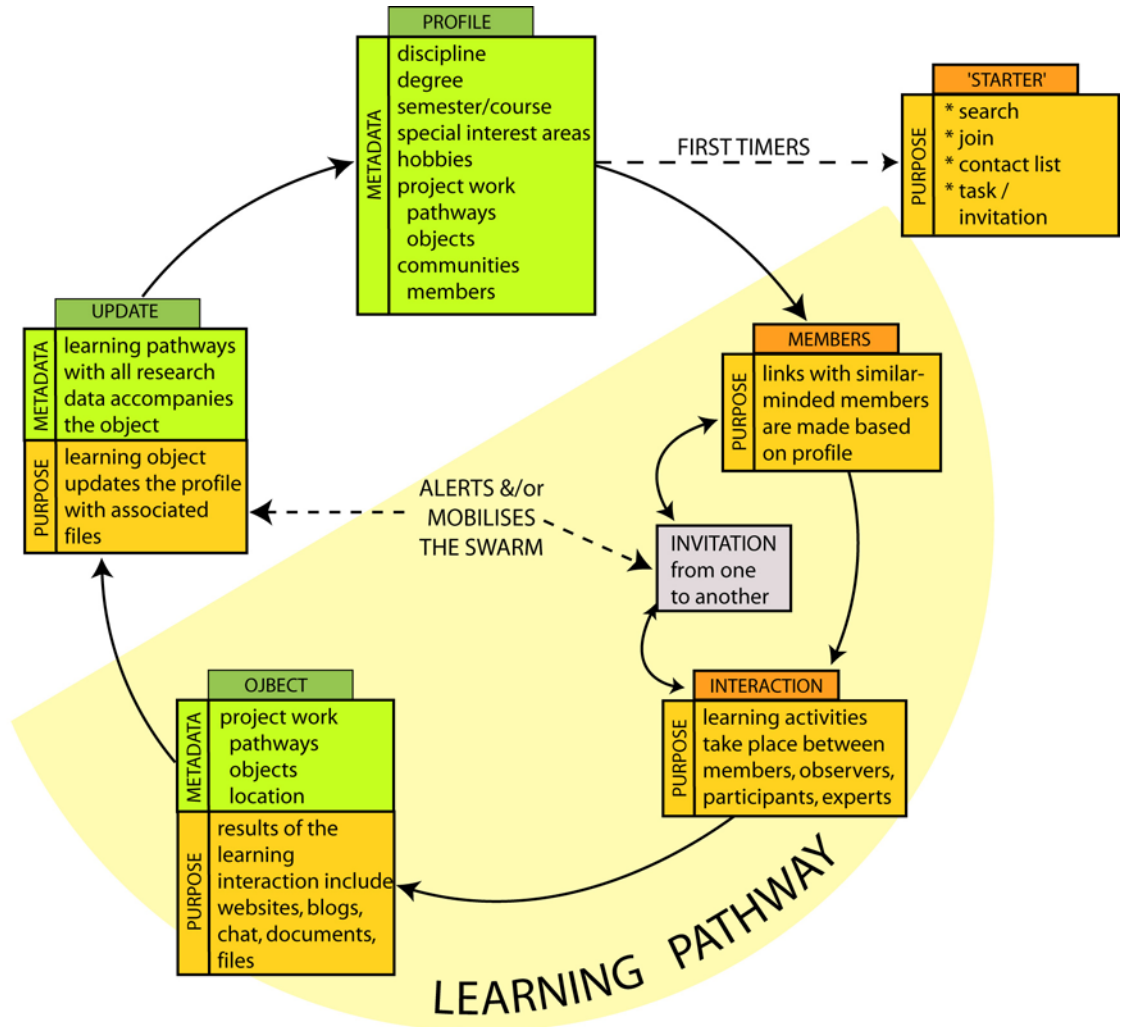 PROFILE
METADATA
discipline
degree
semester/course
special interest areas
hobbies
project work
pathways
objects
communities
members
'STARTER'
PURPOSE
* search
* join
* contact list
* task /
invitation
FIRST TIMERS
MEMBERS
PURPOSE
links with similar-
minded members
are made based
on profile
UPDATE
METADATA
learning pathways
with all research
data accompanies
the object
PURPOSE
learning object
updates the profile
with associated
files
ALERTS &/or
MOBILISES
THE SWARM
INVITATION
from one
to another
INTERACTION
PURPOSE
learning activities
take place between
members, observers,
participants, experts
OJBECT
METADATA
project work
pathways
objects
location
PURPOSE
results of the
learning
interaction include
websites, blogs,
chat, documents,
files
LEARNING PATHWAY